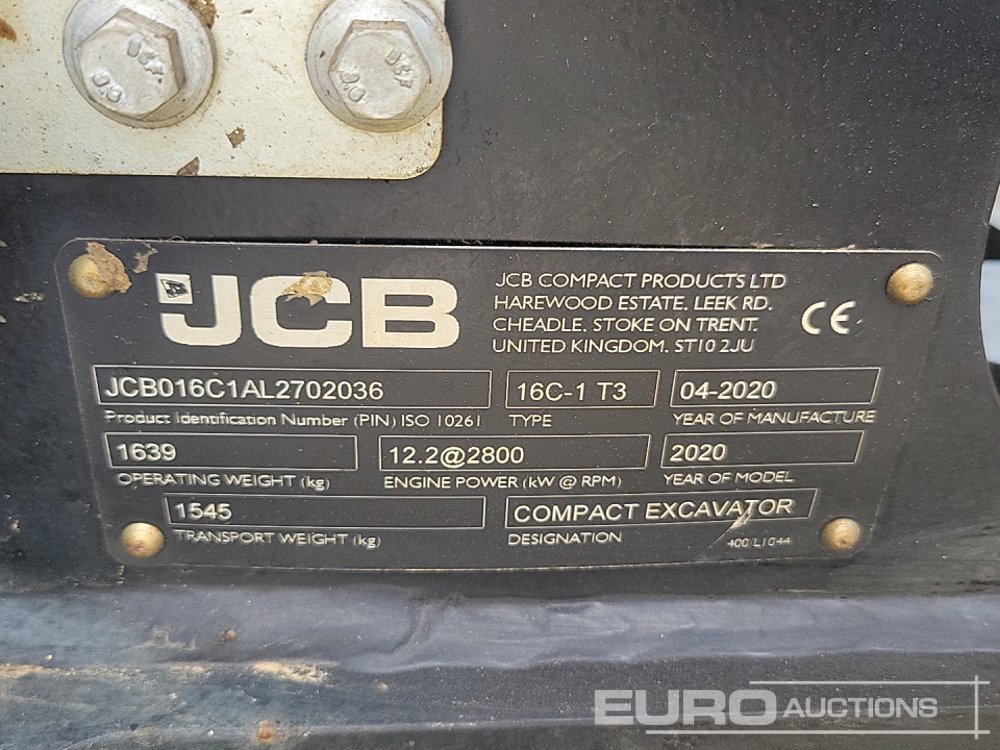 JCB
JCB COMPACT PRODUCTS LTD
HAREWOOD ESTATE. LEEK RD.
CHEADLE. STOKE ON TRENT.
UNITED KINGDOM. ST10 2JU
CE
JCB016C1AL2702036
Product Identification Number (PIN) ISO 10261
16C-1 T3
TYPE
04-2020
YEAR OF MANUFACTURE
1639
OPERATING WEIGHT (kg)
12.2@2800
ENGINE POWER (kW @ RPM)
2020
YEAR OF MODEL
1545
TRANSPORT WEIGHT (kg)
COMPACT EXCAVATOR
DESIGNATION
400/L1044
EURO AUCTIONS